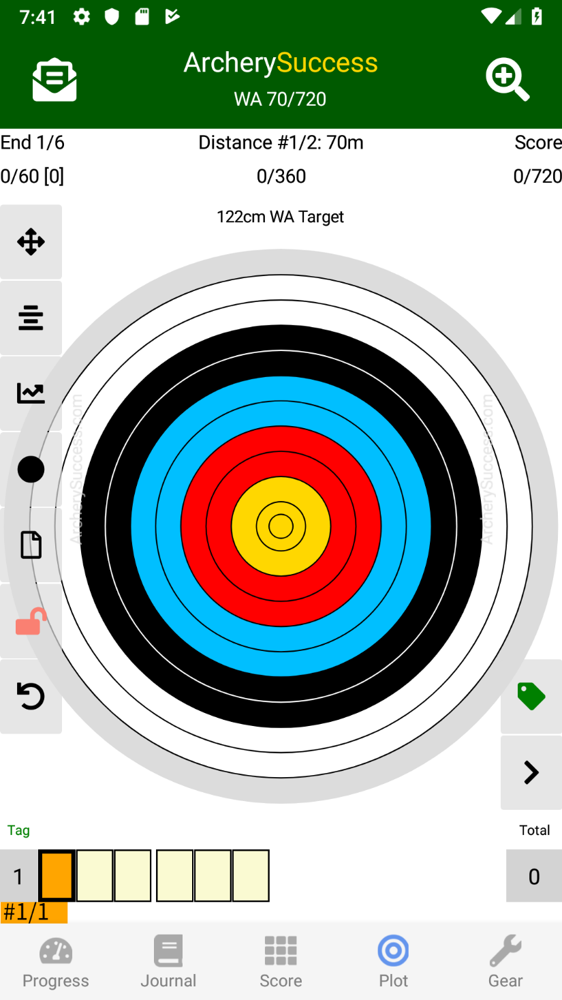 7:41
ArcherySuccess
WA 70/720
End 1/6
Distance #1/2: 70m
Score
0/60 [0]
0/360
0/720
122cm WA Target
ArcherySuccess.com
ArcherySuccess.com
Tag
Total
1
0
#1/1
Progress
Journal
Score
Plot
Gear